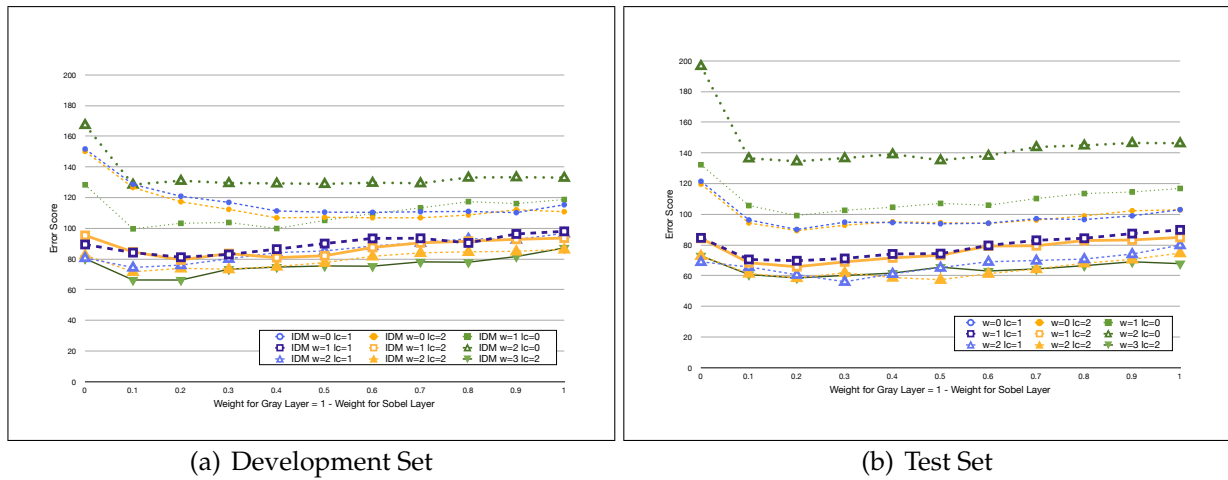 200
180
160
140
120
100
80
60
40
20
0
Error Score
0 0.1 0.2 0.3 0.4 0.5 0.6 0.7 0.8 0.9 1
Weight for Gray Layer = 1 - Weight for Sobel Layer
IDM w=0 lc=1 IDM w=0 lc=2 IDM w=1 lc=0
IDM w=1 lc=1 IDM w=1 lc=2 IDM w=2 lc=0
IDM w=2 lc=1 IDM w=2 lc=2 IDM w=3 lc=2
(a) Development Set
200
180
160
140
120
100
80
60
40
20
0
Error Score
0 0.1 0.2 0.3 0.4 0.5 0.6 0.7 0.8 0.9 1
Weight for Gray Layer = 1 - Weight for Sobel Layer
w=0 lc=1 w=0 lc=2 w=1 lc=0
w=1 lc=1 w=1 lc=2 w=2 lc=0
w=2 lc=1 w=2 lc=2 w=3 lc=2
(b) Test Set